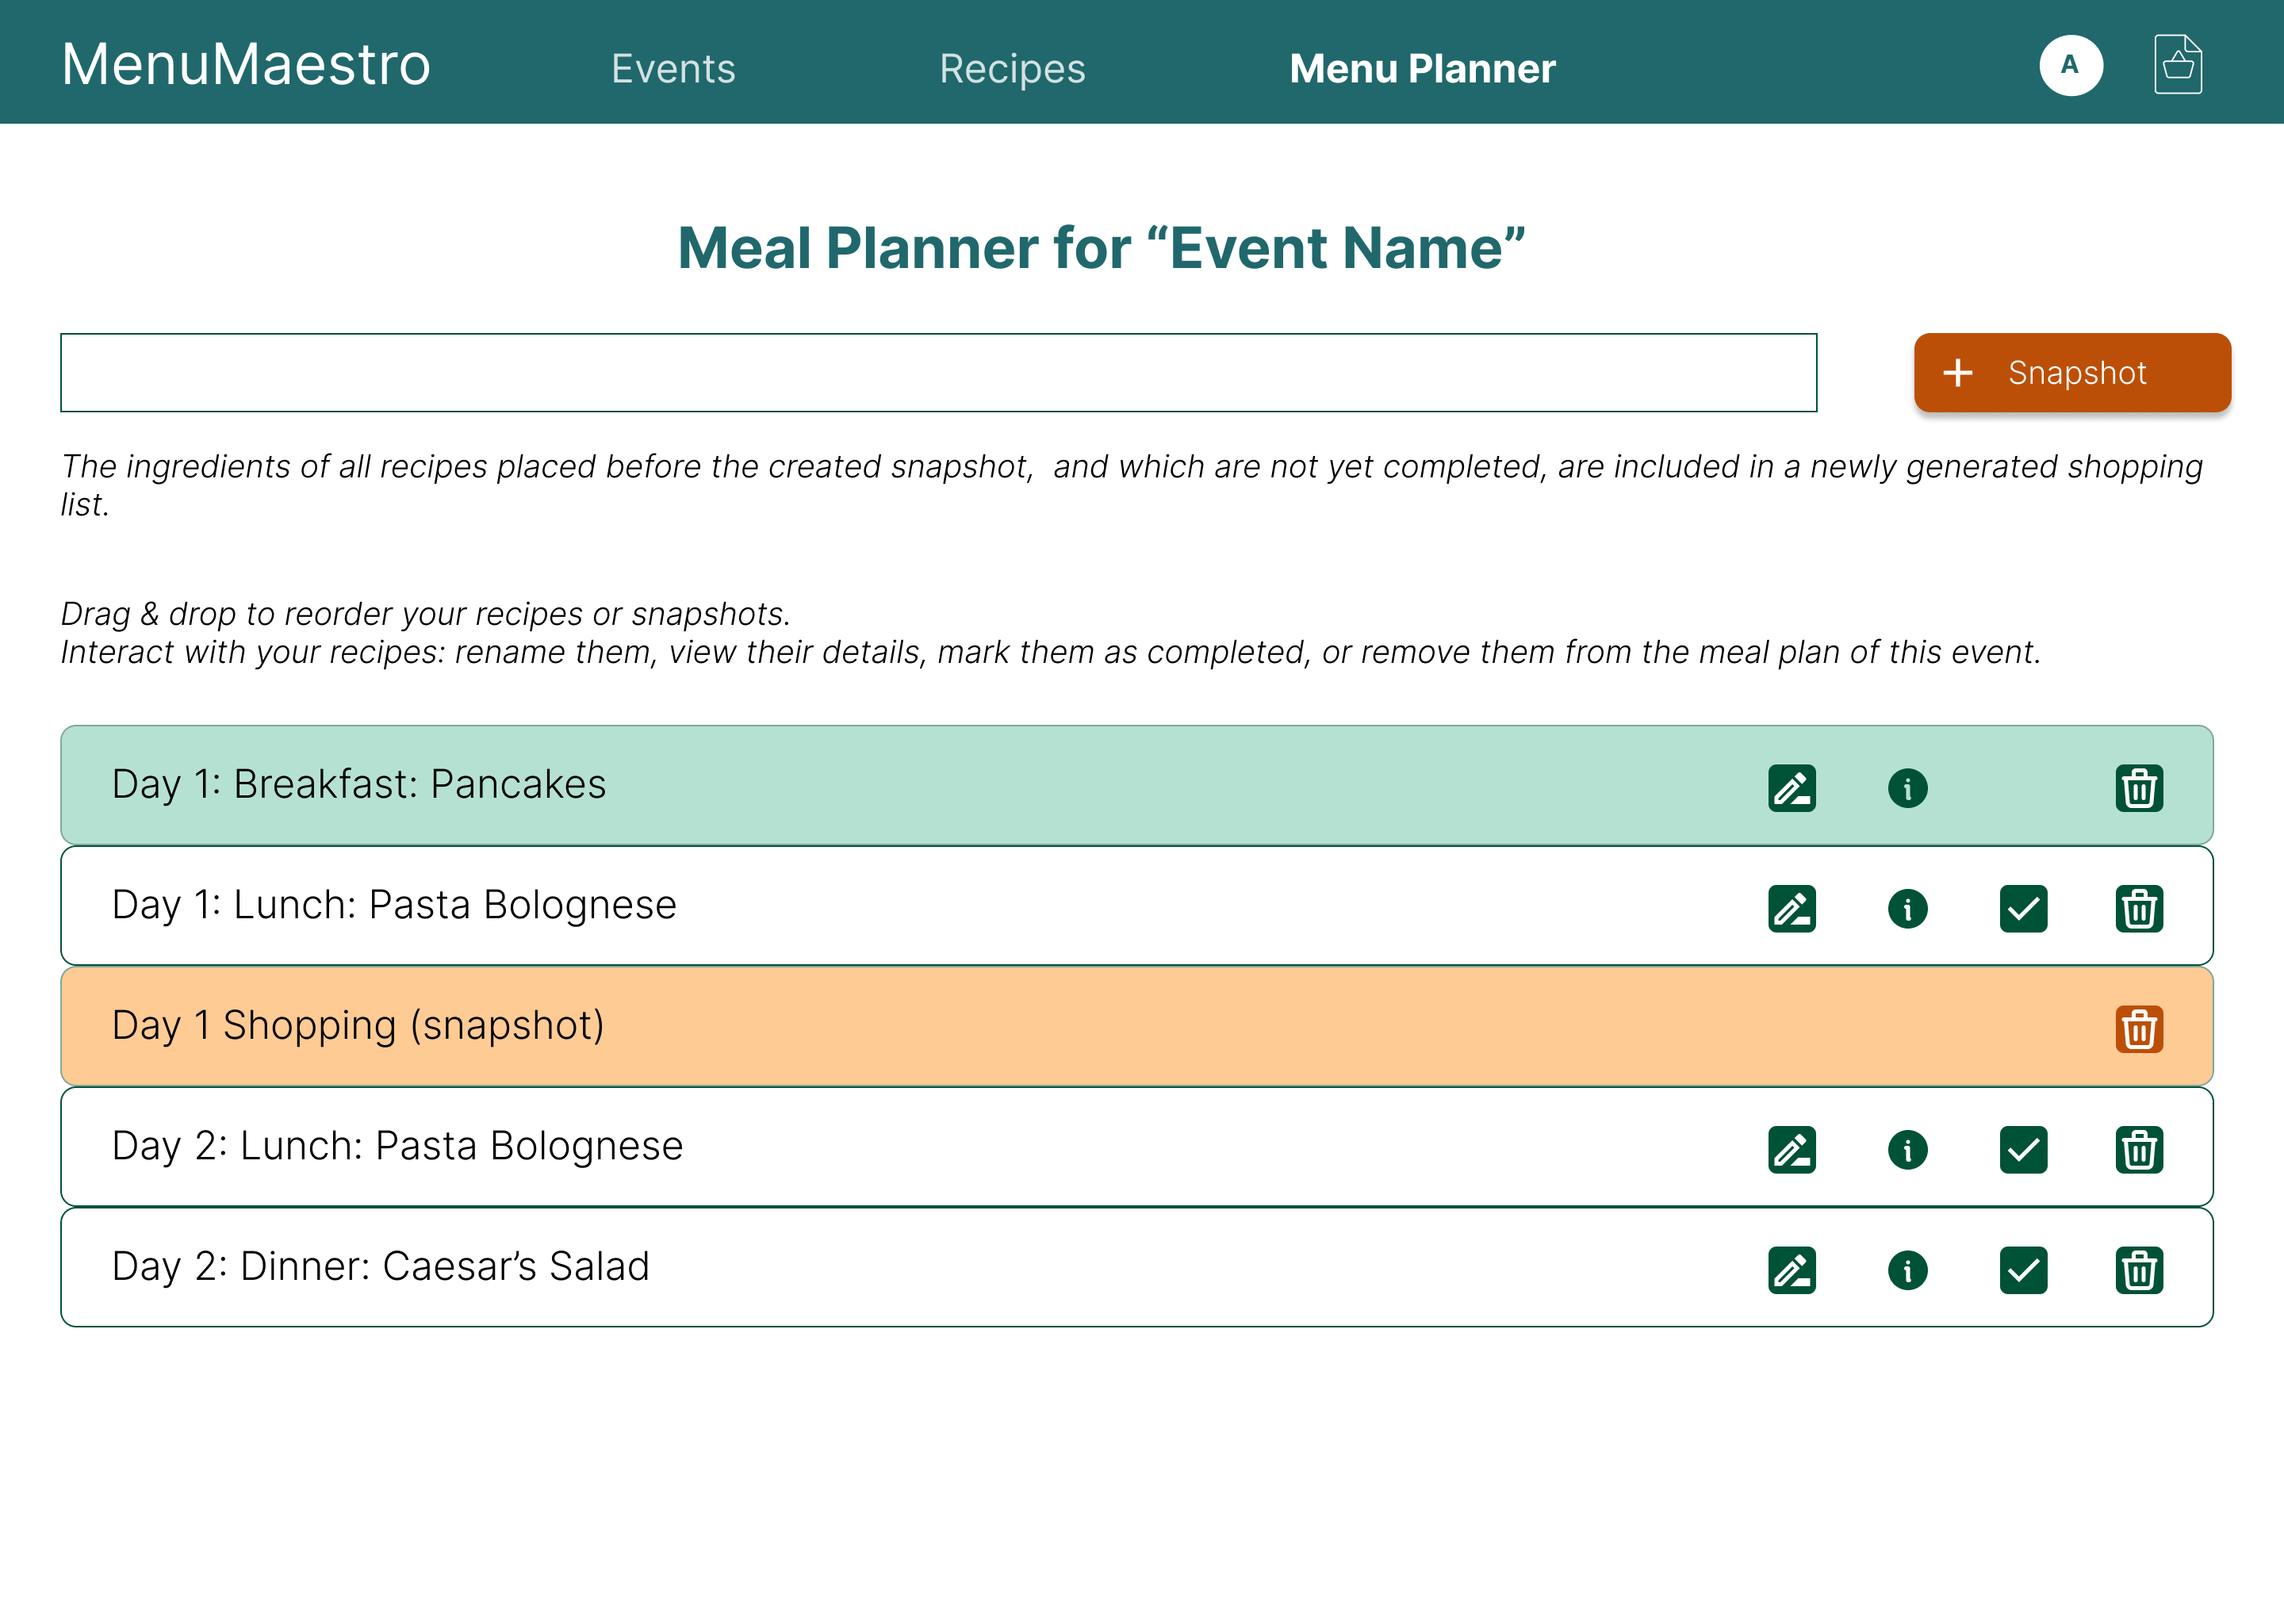 MenuMaestro Events Recipes Menu Planner A
Meal Planner for “Event Name”
+ Snapshot
The ingredients of all recipes placed before the created snapshot,  and which are not yet completed, are included in a newly generated shopping
list.
Drag & drop to reorder your recipes or snapshots.
Interact with your recipes: rename them, view their details, mark them as completed, or remove them from the meal plan of this event.
Day 1: Breakfast: Pancakes
Day 1: Lunch: Pasta Bolognese
Day 1 Shopping (snapshot)
Day 2: Lunch: Pasta Bolognese
Day 2: Dinner: Caesar’s Salad